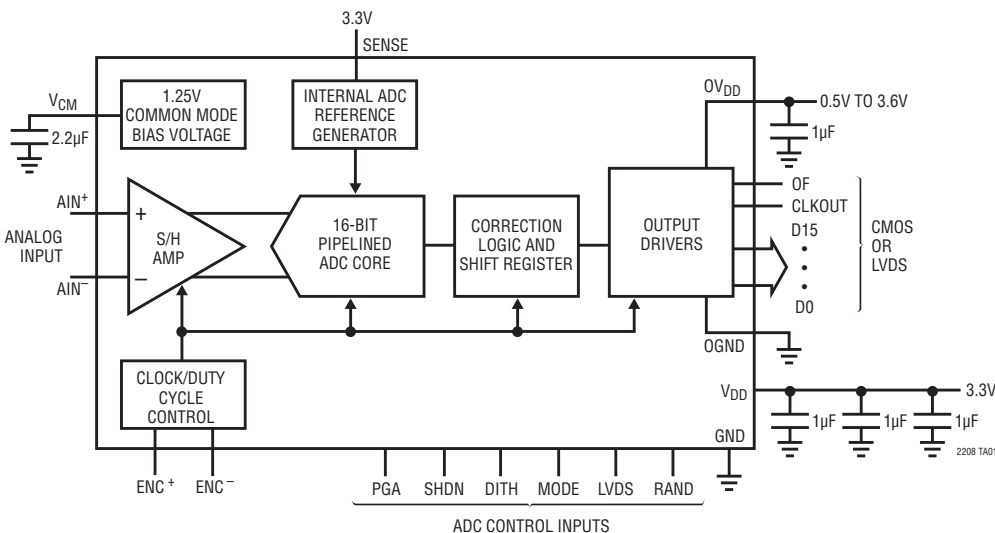 3.3V
SENSE
V_CM
2.2µF
1.25V
COMMON MODE
BIAS VOLTAGE
INTERNAL ADC
REFERENCE
GENERATOR
OV_DD
0.5V TO 3.6V
1µF
AIN+
ANALOG
INPUT
AIN−
+
S/H
AMP
−
16-BIT
PIPELINED
ADC CORE
CORRECTION
LOGIC AND
SHIFT REGISTER
OUTPUT
DRIVERS
OF
CLKOUT
D15
•
•
•
D0
CMOS
OR
LVDS
OGND
CLOCK/DUTY
CYCLE
CONTROL
V_DD
3.3V
1µF
1µF
1µF
GND
2208 TA01
ENC +
ENC −
PGA
SHDN
DITH
MODE
LVDS
RAND
ADC CONTROL INPUTS